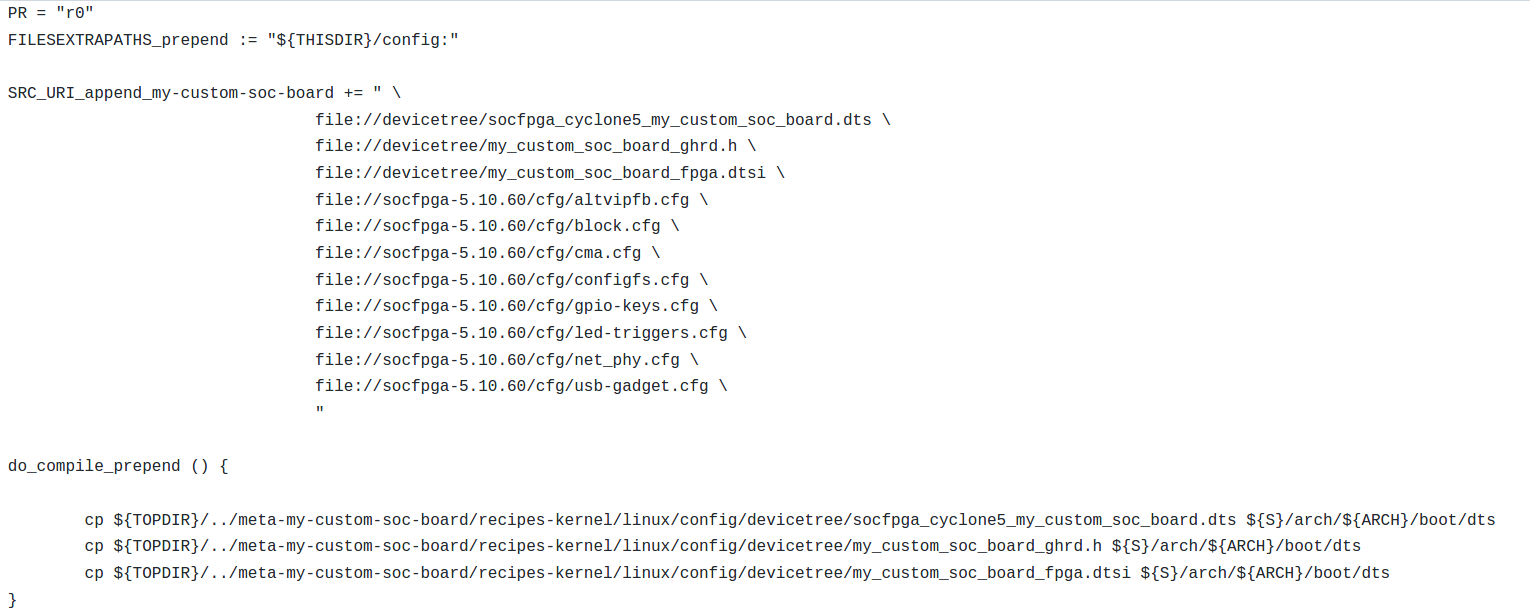 PR = "r0"
FILESEXTRAPATHS_prepend := "${THISDIR}/config:"
SRC_URI_append_my-custom-soc-board += " \
file://devicetree/socfpga_cyclone5_my_custom_soc_board.dts \
file://devicetree/my_custom_soc_board_ghrd.h \
file://devicetree/my_custom_soc_board_fpga.dtsi \
file://socfpga-5.10.60/cfg/altvipfb.cfg \
file://socfpga-5.10.60/cfg/block.cfg \
file://socfpga-5.10.60/cfg/cma.cfg \
file://socfpga-5.10.60/cfg/configfs.cfg \
file://socfpga-5.10.60/cfg/gpio-keys.cfg \
file://socfpga-5.10.60/cfg/led-triggers.cfg \
file://socfpga-5.10.60/cfg/net_phy.cfg \
file://socfpga-5.10.60/cfg/usb-gadget.cfg \
"
do_compile_prepend () {
cp ${TOPDIR}/../meta-my-custom-soc-board/recipes-kernel/linux/config/devicetree/socfpga_cyclone5_my_custom_soc_board.dts ${S}/arch/${ARCH}/boot/dts
cp ${TOPDIR}/../meta-my-custom-soc-board/recipes-kernel/linux/config/devicetree/my_custom_soc_board_ghrd.h ${S}/arch/${ARCH}/boot/dts
cp ${TOPDIR}/../meta-my-custom-soc-board/recipes-kernel/linux/config/devicetree/my_custom_soc_board_fpga.dtsi ${S}/arch/${ARCH}/boot/dts
}